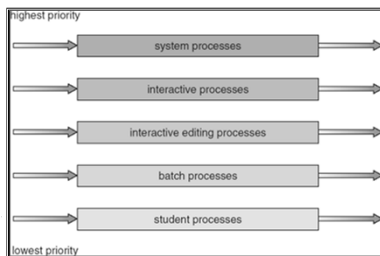 highest priority
system processes
interactive processes
interactive editing processes
batch processes
student processes
lowest priority